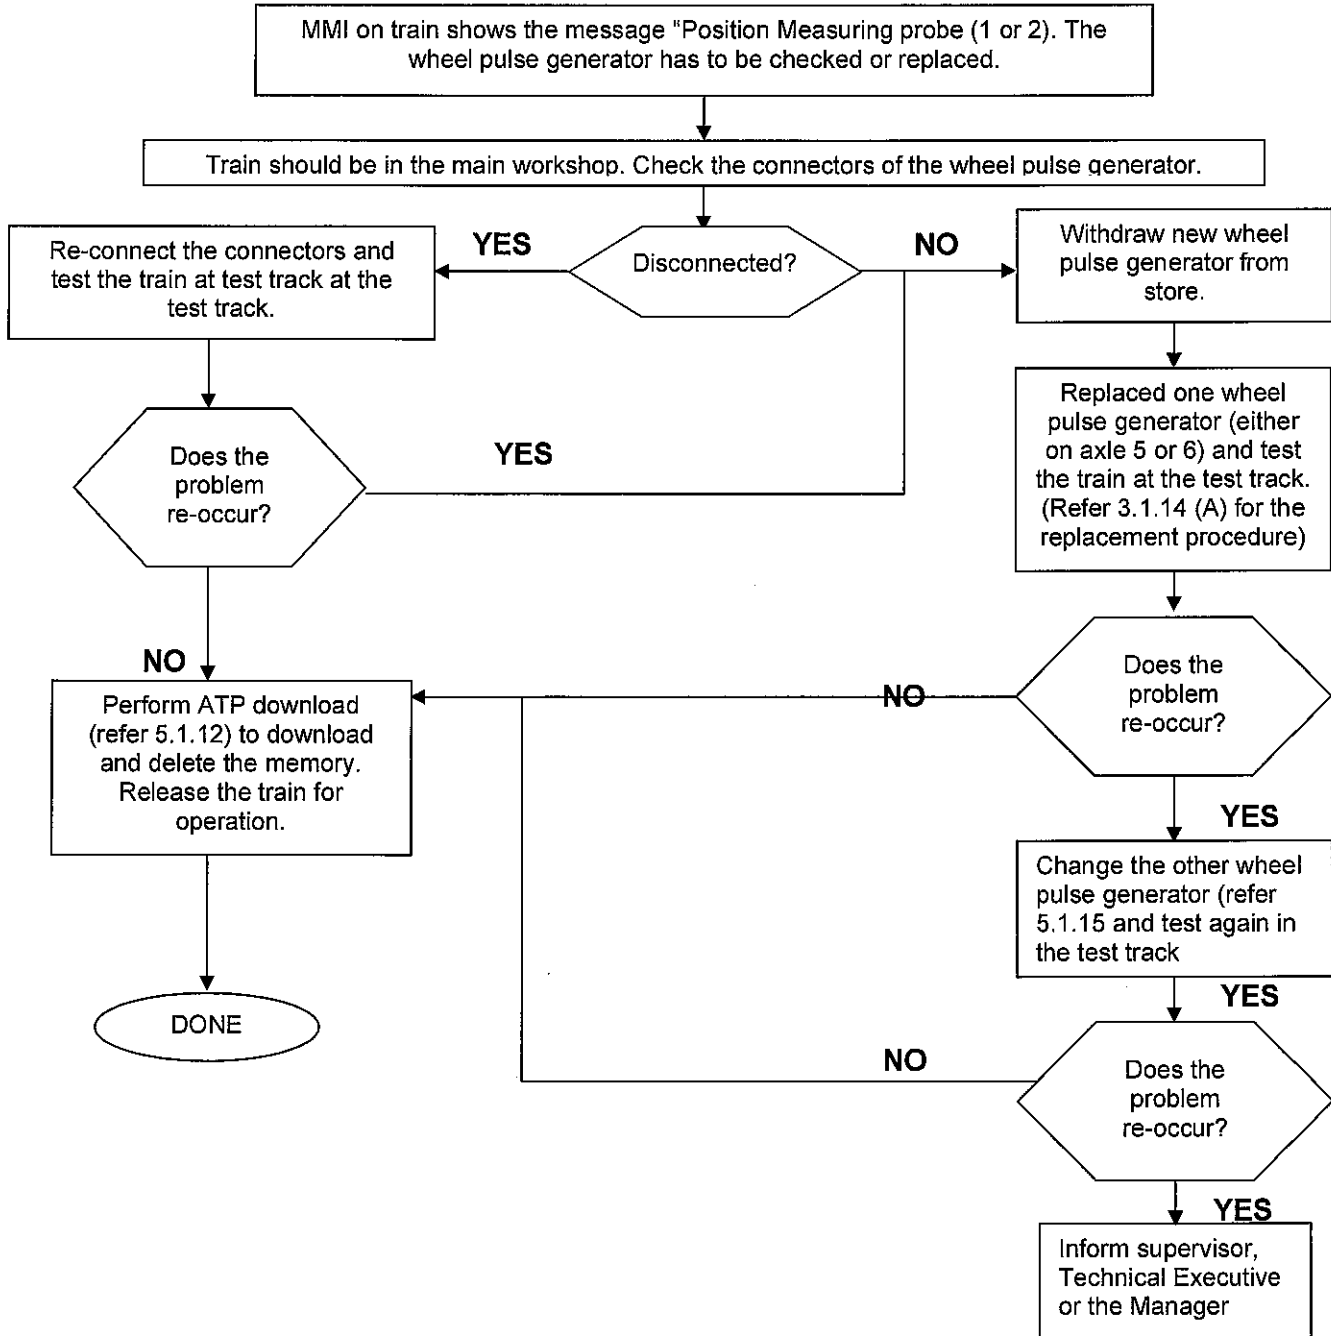 MMI on train shows the message "Position Measuring probe (1 or 2). The
wheel pulse generator has to be checked or replaced.
Train should be in the main workshop. Check the connectors of the wheel pulse generator.
Re-connect the connectors and
test the train at test track at the
test track.
YES
Disconnected?
NO
Withdraw new wheel
pulse generator from
store.
Does the
problem
re-occur?
YES
Replaced one wheel
pulse generator (either
on axle 5 or 6) and test
the train at the test track.
(Refer 3.1.14 (A) for the
replacement procedure)
NO
Perform ATP download
(refer 5.1.12) to download
and delete the memory.
Release the train for
operation.
NO
Does the
problem
re-occur?
YES
Change the other wheel
pulse generator (refer
5.1.15 and test again in
the test track
YES
DONE
NO
Does the
problem
re-occur?
YES
Inform supervisor,
Technical Executive
or the Manager